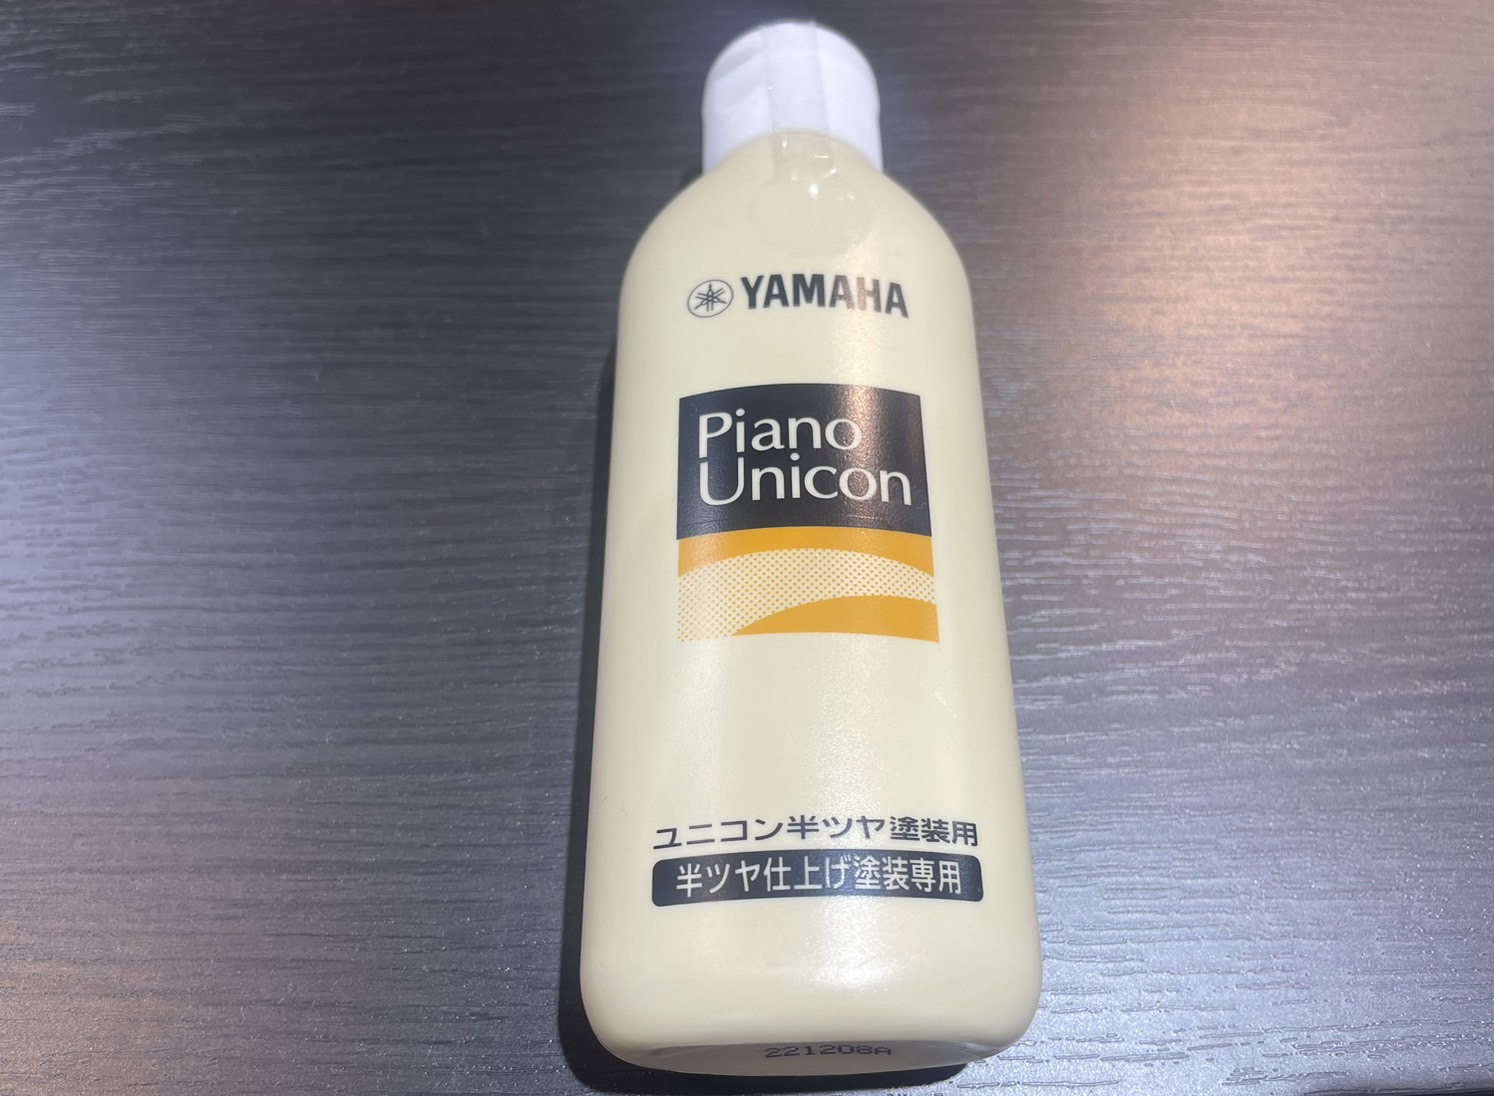 YAMAHA
Piano
Unicon
ユニコン半ツヤ塗装用
半ツヤ仕上げ塗装専用
221208A